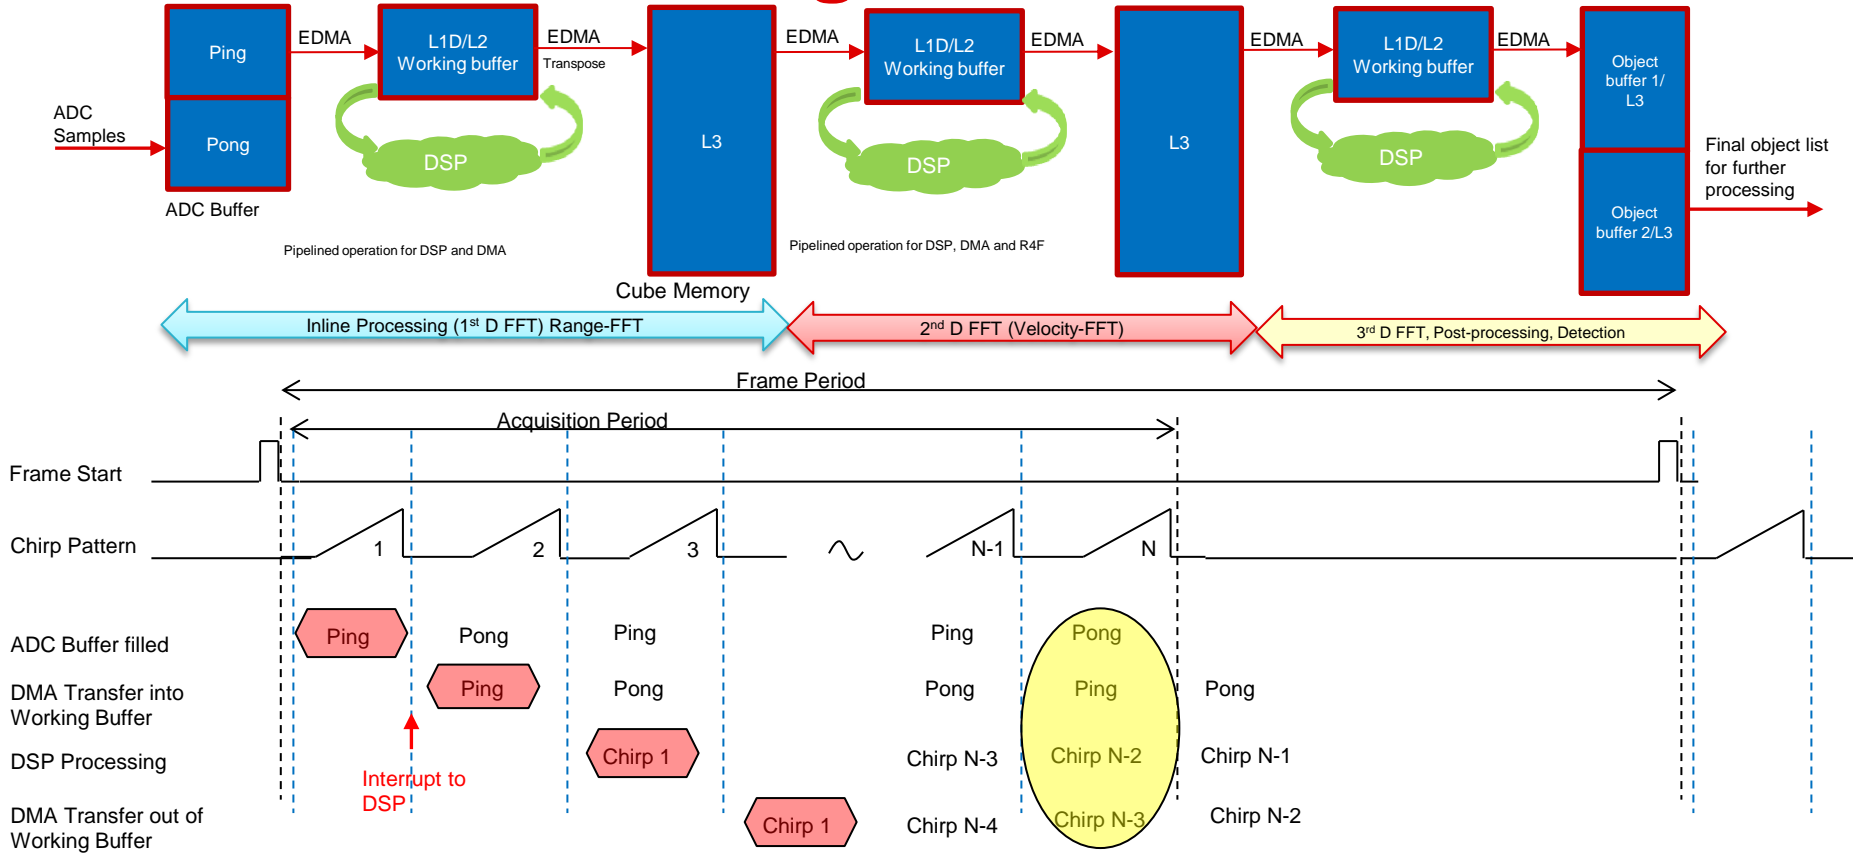 Ping
Pong
ADC
Samples
ADC Buffer
EDMA
L1D/L2
Working buffer
DSP
EDMA
Transpose
L3
EDMA
L1D/L2
Working buffer
DSP
EDMA
L3
EDMA
L1D/L2
Working buffer
DSP
EDMA
Object
buffer 1/
L3
Object
buffer 2/L3
Final object list
for further
processing
Pipelined operation for DSP and DMA
Pipelined operation for DSP, DMA and R4F
Cube Memory
Inline Processing (1st D FFT) Range-FFT
2nd D FFT (Velocity-FFT)
3rd D FFT, Post-processing, Detection
Frame Period
Acquisition Period
Frame Start
Chirp Pattern
1
2
3
N-1
N
ADC Buffer filled
Ping
Pong
Ping
Ping
Pong
DMA Transfer into
Working Buffer
Ping
Pong
Pong
Ping
Pong
DSP Processing
Chirp 1
Chirp N-3
Chirp N-2
Chirp N-1
Interrupt to
DSP
DMA Transfer out of
Working Buffer
Chirp 1
Chirp N-4
Chirp N-3
Chirp N-2